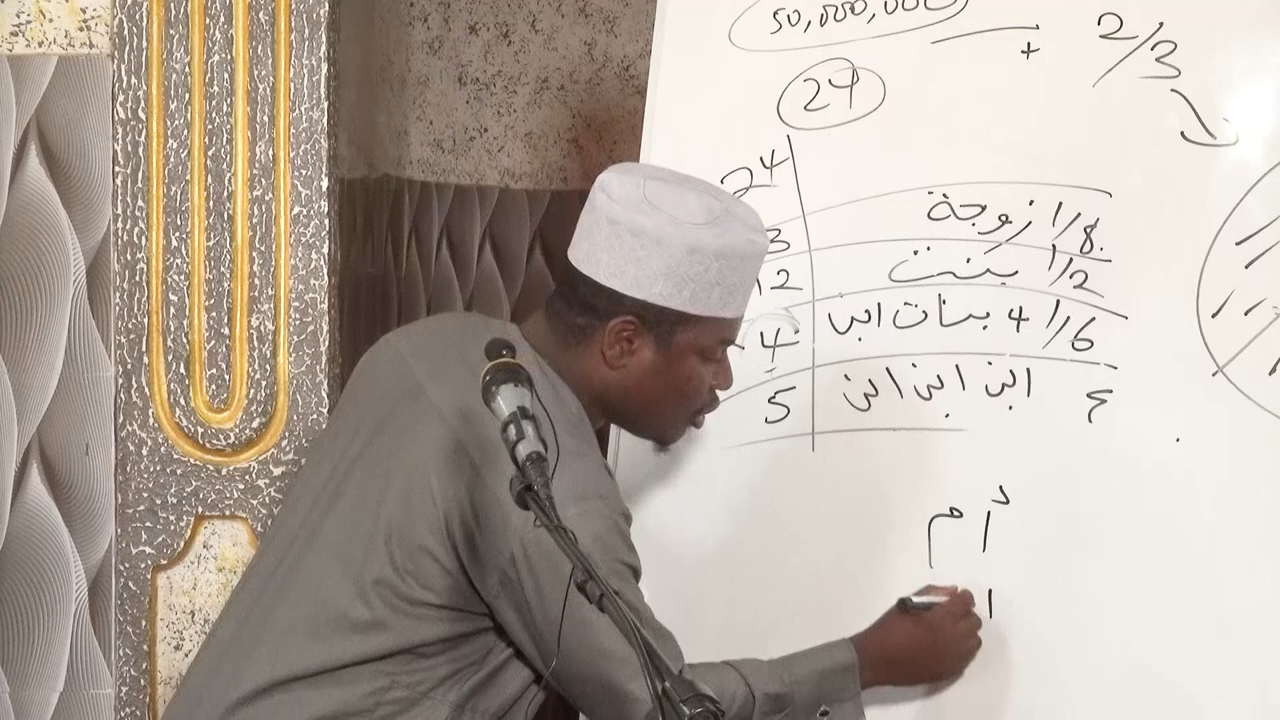 50,000,000
+
2/3
24
24
1/8 زوجة 3
1/2 بنت 12
1/6 4 بنات ابن 4
ع ابن ابن ابن 5
أم
ا